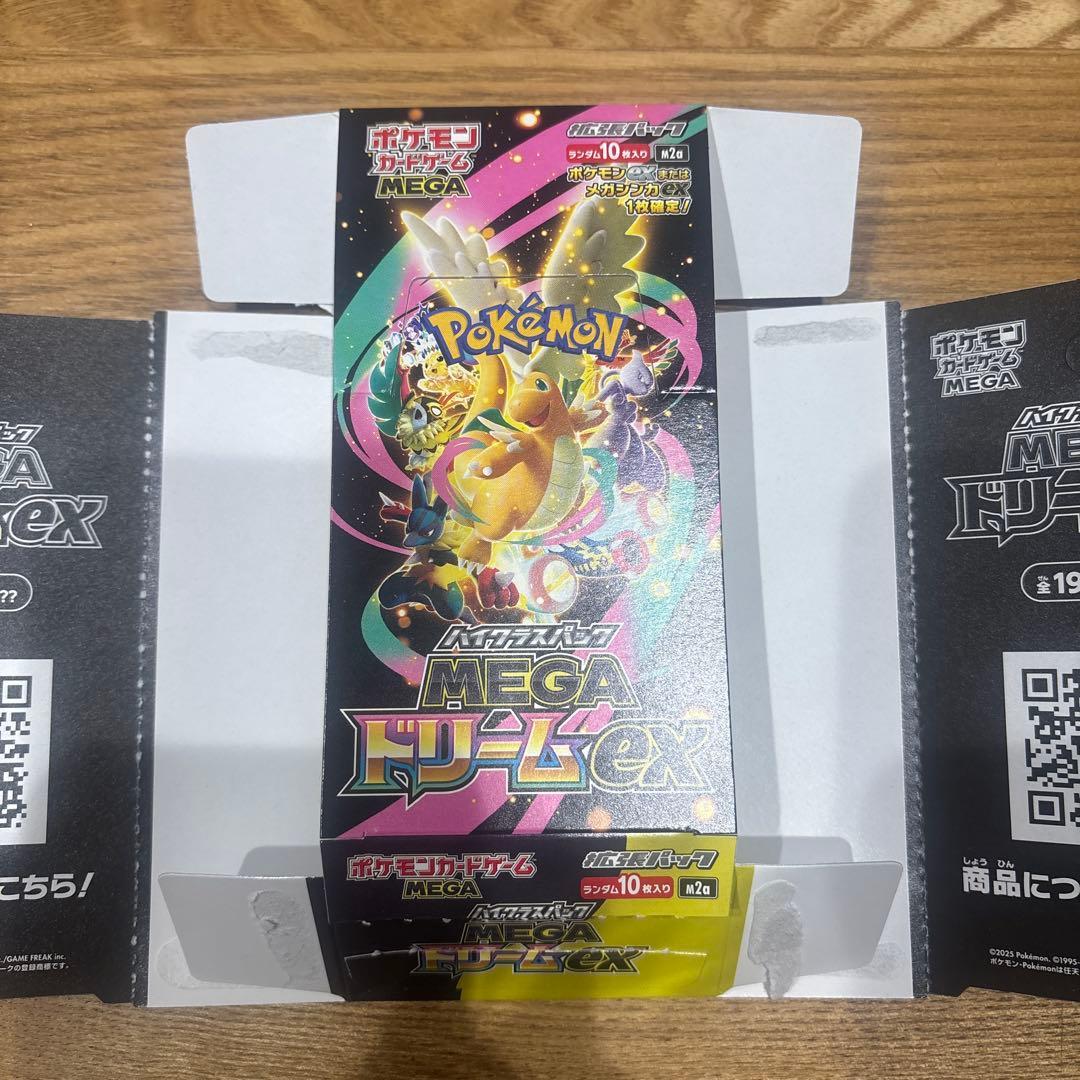 ポケモン
カードゲーム
MEGA
拡張パック
ランダム10枚入り M2a
ポケモンexまたは
メガシンカex
1枚確定!
POKéMON
TM
ハイクラスパック
MEGA
ドリームex
ポケモンカードゲーム
MEGA
拡張パック
ランダム10枚入り M2a
ハイクラスパック
MEGA
ドリームex
ex
??
こちら!
./GAME FREAK inc.
ークの登録商標です。
ポケモン
カードゲーム
MEGA
ハイク
ME
ドリー
ぜん
全19
しょう ひん
商品につ
©2025 Pokémon. ©1995-
ポケモン・Pokémonは任天